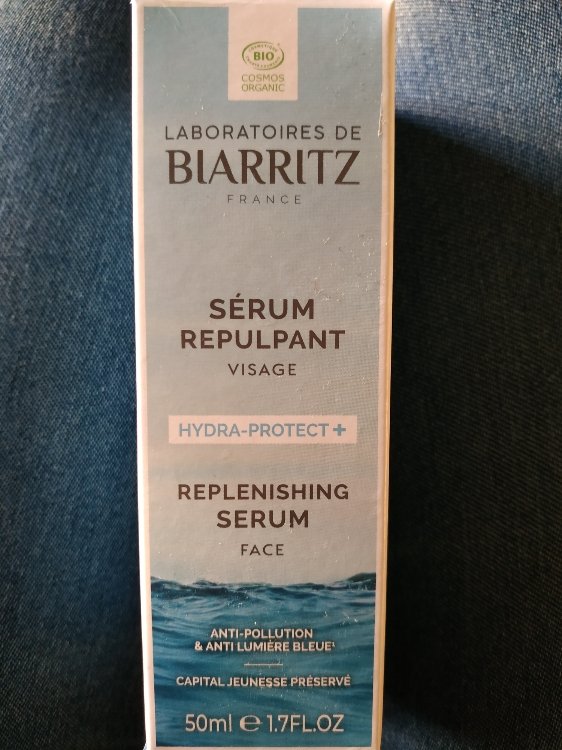 BIO
COSMOS
ORGANIC
LABORATOIRES DE
BIARRITZ
FRANCE
SÉRUM
REPULPANT
VISAGE
HYDRA-PROTECT+
REPLENISHING
SERUM
FACE
ANTI-POLLUTION
& ANTI LUMIÈRE BLEUE¹
CAPITAL JEUNESSE PRÉSERVÉ
50ml e 1.7FL.OZ